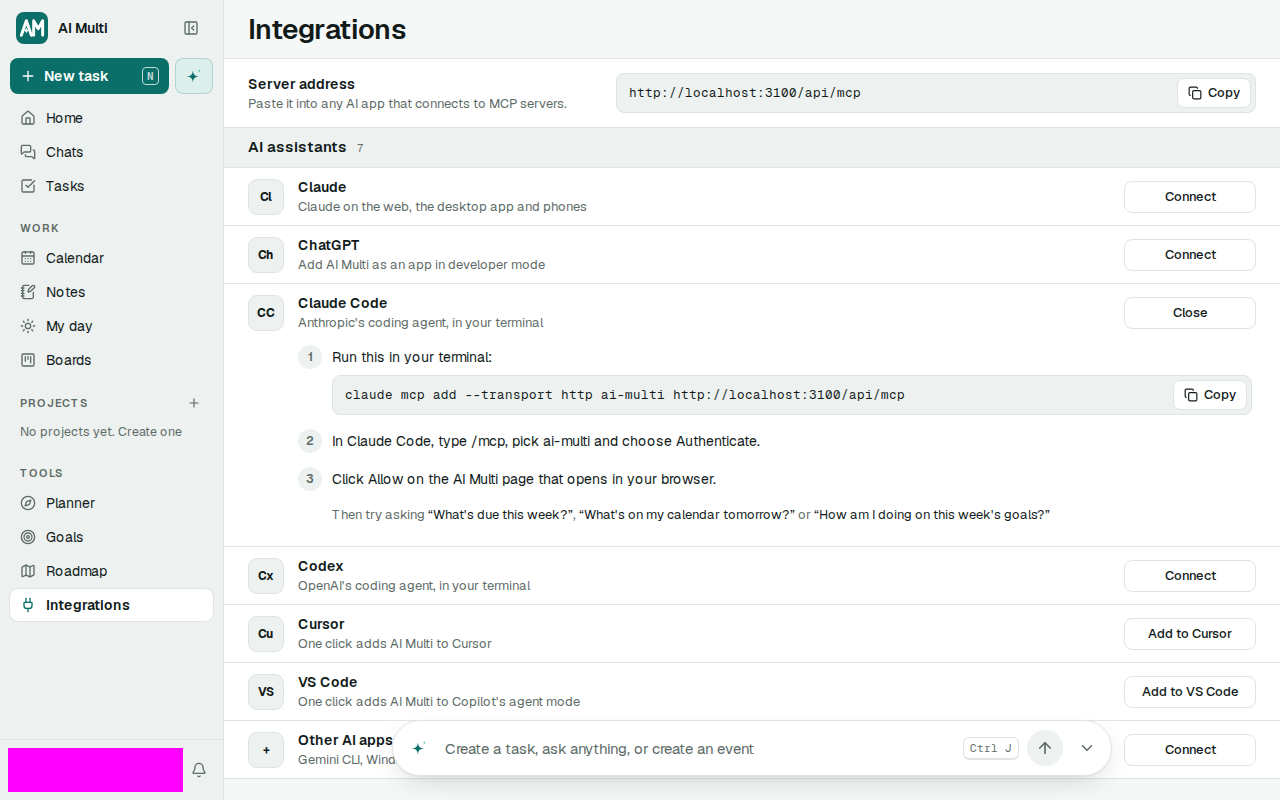 AM AI Multi
New task N
Home
Chats
Tasks
WORK
Calendar
Notes
My day
Boards
PROJECTS
No projects yet. Create one
TOOLS
Planner
Goals
Roadmap
Integrations
Integrations
Server address
Paste it into any AI app that connects to MCP servers.
http://localhost:3100/api/mcp
Copy
AI assistants 7
Cl
Claude
Claude on the web, the desktop app and phones
Connect
Ch
ChatGPT
Add AI Multi as an app in developer mode
Connect
CC
Claude Code
Anthropic's coding agent, in your terminal
Close
1 Run this in your terminal:
claude mcp add --transport http ai-multi http://localhost:3100/api/mcp
Copy
2 In Claude Code, type /mcp, pick ai-multi and choose Authenticate.
3 Click Allow on the AI Multi page that opens in your browser.
Then try asking “What's due this week?”, “What's on my calendar tomorrow?” or “How am I doing on this week's goals?”
Cx
Codex
OpenAI's coding agent, in your terminal
Connect
Cu
Cursor
One click adds AI Multi to Cursor
Add to Cursor
VS
VS Code
One click adds AI Multi to Copilot's agent mode
Add to VS Code
+
Other AI apps
Gemini CLI,
Connect
Create a task, ask anything, or create an event
Ctrl J